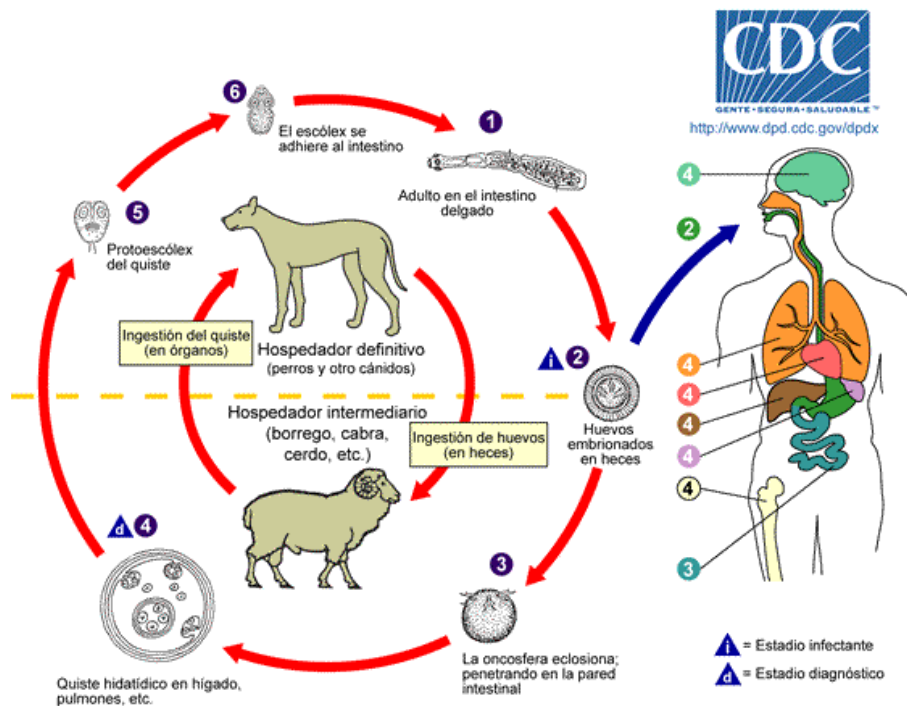 CDC
GENTE•SEGURA•SALUDABLE™
http://www.dpd.cdc.gov/dpdx
6
El escólex se
adhiere al intestino
1
Adulto en el intestino
delgado
5
Protoescólex
del quiste
Ingestión del quiste
(en órganos)
Hospedador definitivo
(perros y otro cánidos)
Hospedador intermediario
(borrego, cabra,
cerdo, etc.)
Ingestión de huevos
(en heces)
i 2
Huevos
embrionados
en heces
d 4
Quiste hidatídico en hígado,
pulmones, etc.
3
La oncosfera eclosiona;
penetrando en la pared
intestinal
4
2
4
4
4
4
4
3
i = Estadio infectante
d = Estadio diagnóstico